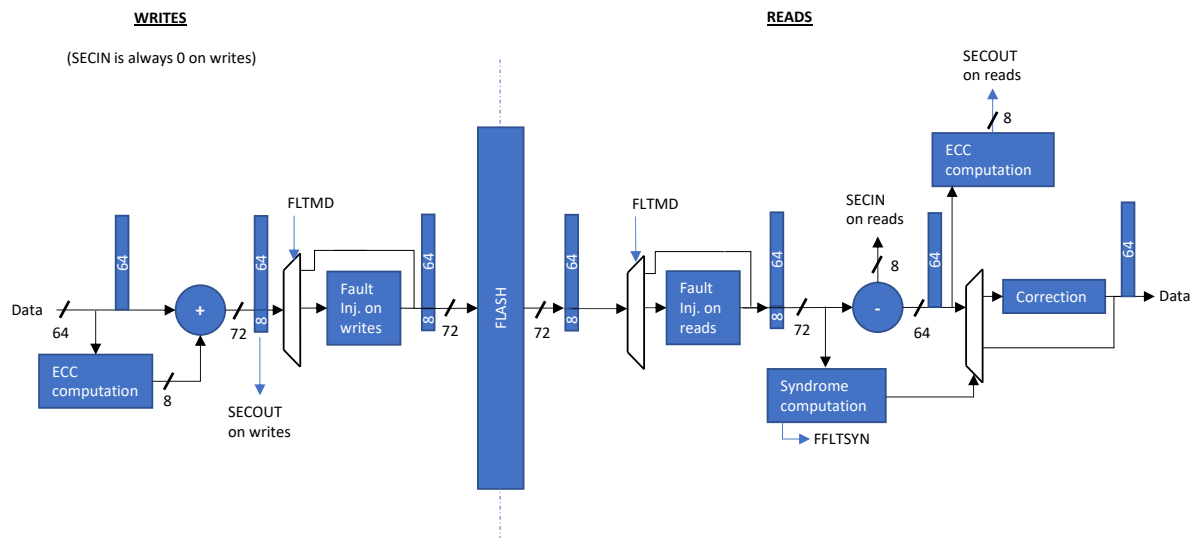 WRITES
READS
(SECIN is always 0 on writes)
SECOUT
on reads
8
ECC
computation
FLTMD
FLTMD
SECIN
on reads
8
64
64
8
64
8
64
8
64
8
64
64
Data
64
+
72
Fault
Inj. on
writes
72
FLASH
72
Fault
Inj. on
reads
72
-
64
Correction
Data
ECC
computation
8
Syndrome
computation
SECOUT
on writes
FFLTSYN